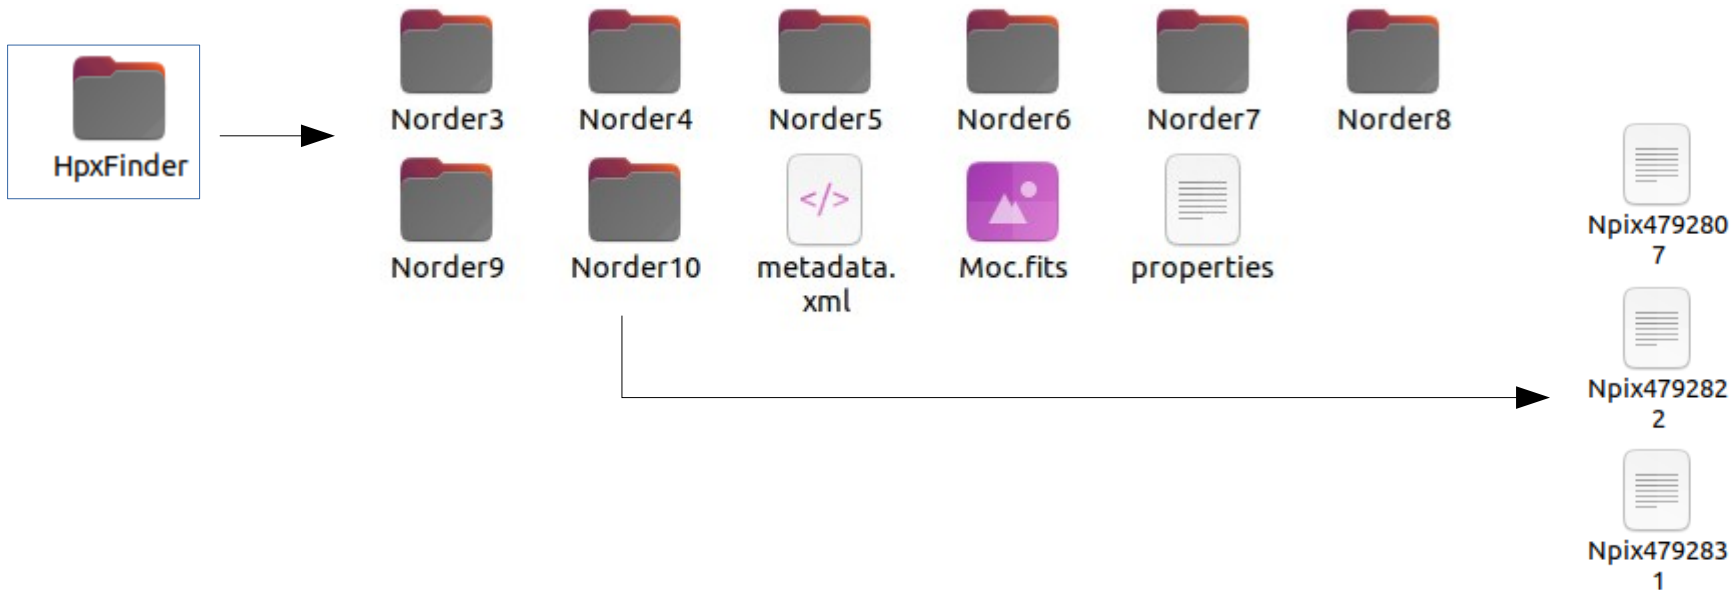 HpxFinder
Norder3
Norder4
Norder5
Norder6
Norder7
Norder8
Norder9
Norder10
metadata.
xml
Moc.fits
properties
Npix479280
7
Npix479282
2
Npix479283
1